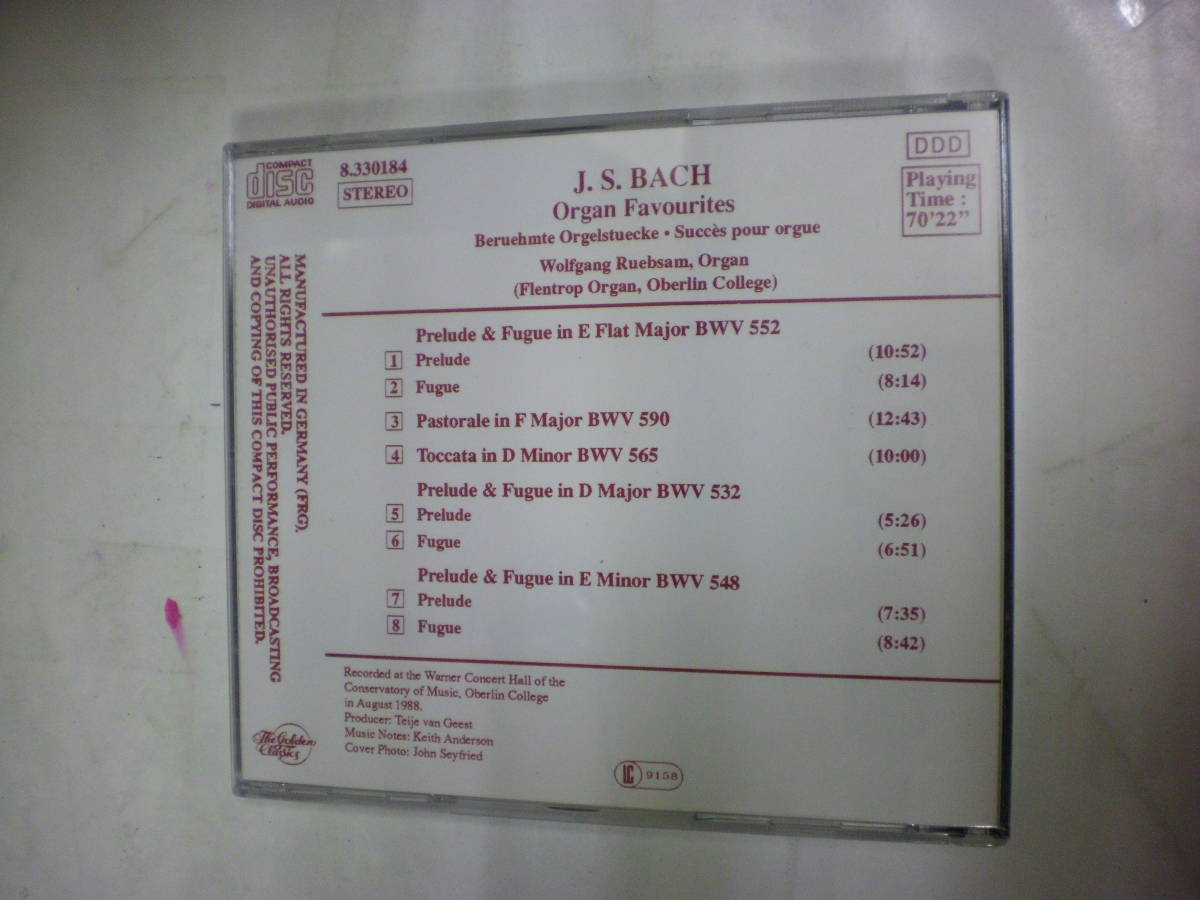 COMPACT
disc
DIGITAL AUDIO
8.330184
STEREO
J. S. BACH
Organ Favourites
Beruehmte Orgelstuecke • Succès pour orgue
Wolfgang Ruebsam, Organ
(Flentrop Organ, Oberlin College)
DDD
Playing
Time :
70'22"
MANUFACTURED IN GERMANY (FRG).
ALL RIGHTS RESERVED.
UNAUTHORISED PUBLIC PERFORMANCE, BROADCASTING
AND COPYING OF THIS COMPACT DISC PROHIBITED.
Prelude & Fugue in E Flat Major BWV 552
1 Prelude (10:52)
2 Fugue (8:14)
3 Pastorale in F Major BWV 590 (12:43)
4 Toccata in D Minor BWV 565 (10:00)
Prelude & Fugue in D Major BWV 532
5 Prelude (5:26)
6 Fugue (6:51)
Prelude & Fugue in E Minor BWV 548
7 Prelude (7:35)
8 Fugue (8:42)
Recorded at the Warner Concert Hall of the
Conservatory of Music, Oberlin College
in August 1988.
Producer: Teije van Geest
Music Notes: Keith Anderson
Cover Photo: John Seyfried
The Golden
Classics
LC 9158